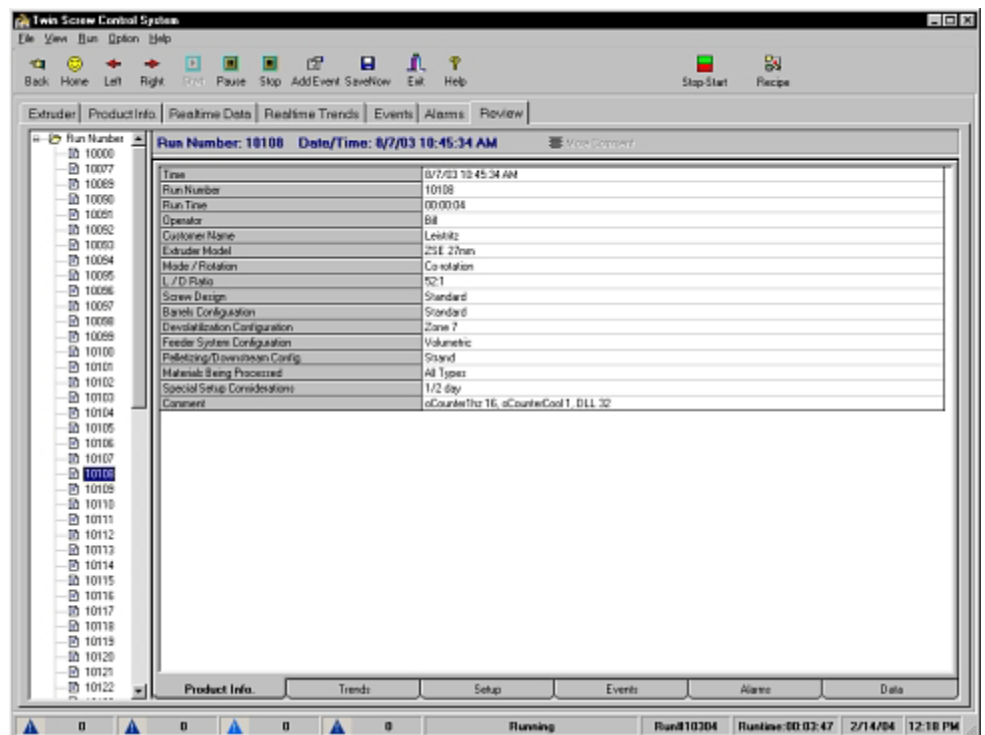 Twin Screw Control System
File View Run Option Help
Back Home Left Right Start Pause Stop Add Event SaveNow Exit Help Stop-Start Recipe
Extruder Product Info. Realtime Data Realtime Trends Events Alarms Review
Run Number
10000
10077
10089
10090
10091
10092
10093
10094
10095
10096
10097
10098
10099
10100
10101
10102
10103
10104
10105
10106
10107
10108
10109
10110
10111
10112
10113
10114
10115
10116
10117
10118
10119
10120
10121
10122
Run Number: 10108 Date/Time: 8/7/03 10:45:34 AM
Time 8/7/03 10:45:34 AM
Run Number 10108
Run Time 00:00:04
Operator Bill
Customer Name Leistritz
Extruder Model ZSE 27mm
Mode / Rotation Co-rotation
L / D Ratio 52:1
Screw Design Standard
Barrels Configuration Standard
Devolatilization Configuration Zone 7
Feeder System Configuration Volumetric
Pelletizing/Downstream Config. Strand
Materials Being Processed All Types
Special Setup Considerations 1/2 day
Comment oCounter1hz 16, oCounterCool 1, DLL 32
Product Info. Trends Setup Events Alarms Data
0 0 0 0 Running Run#10304 Runtime:00:03:47 2/14/04 12:18 PM